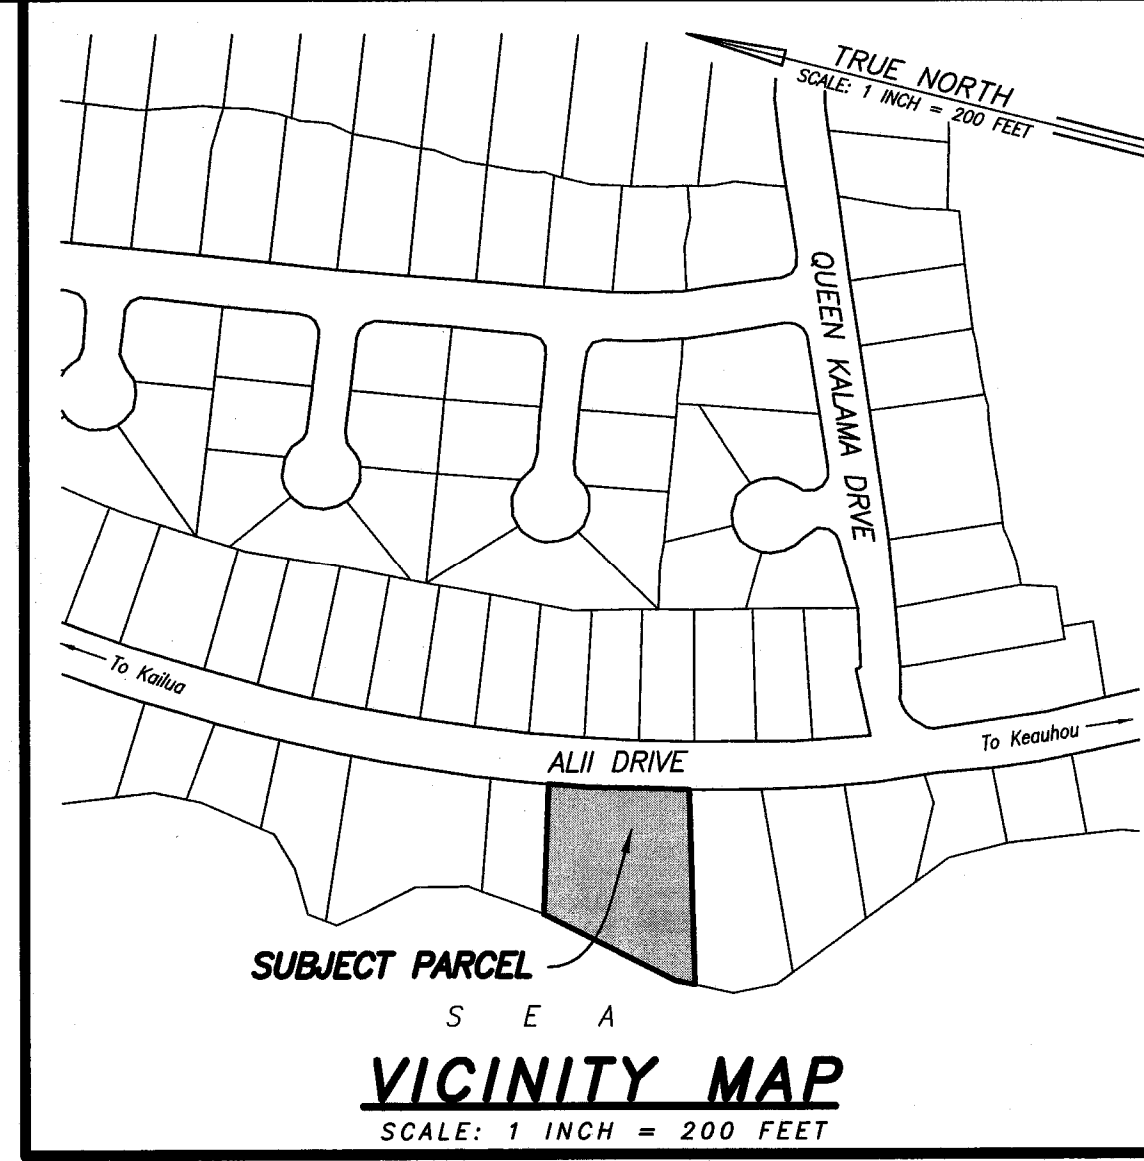 TRUE NORTH
SCALE: 1 INCH = 200 FEET
QUEEN KALAMA DRVE
To Kailua
To Keauhou
ALII DRIVE
SUBJECT PARCEL
S E A
VICINITY MAP
SCALE: 1 INCH = 200 FEET